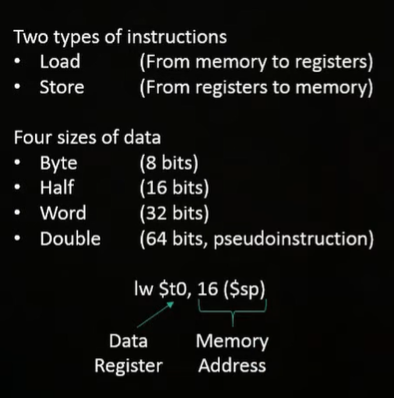 Two types of instructions
• Load (From memory to registers)
• Store (From registers to memory)
Four sizes of data
• Byte (8 bits)
• Half (16 bits)
• Word (32 bits)
• Double (64 bits, pseudoinstruction)
lw $t0, 16 ($sp)
Data Memory
Register Address